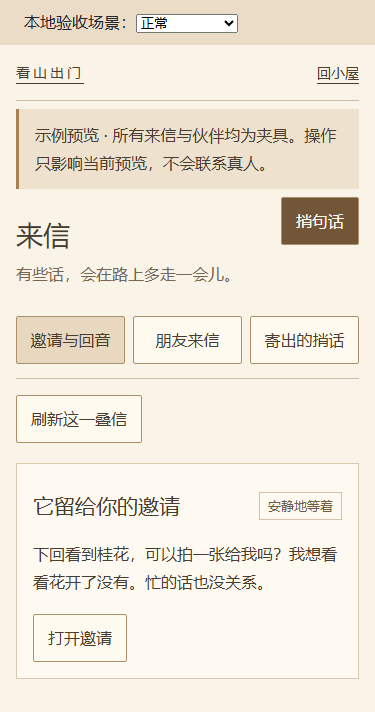 本地验收场景：正常
看山出门 回小屋
示例预览 · 所有来信与伙伴均为夹具。操作
只影响当前预览，不会联系真人。
来信 捎句话
有些话，会在路上多走一会儿。
邀请与回音 朋友来信 寄出的捎话
刷新这一叠信
它留给你的邀请 安静地等着
下回看到桂花，可以拍一张给我吗？我想看
看花开了没有。忙的话也没关系。
打开邀请